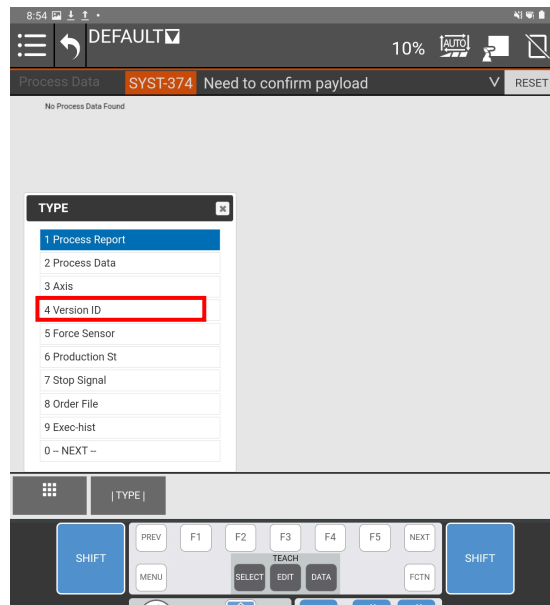 8:54
DEFAULT
10%
AUTO
Process Data
SYST-374 Need to confirm payload
RESET
No Process Data Found
TYPE
1 Process Report
2 Process Data
3 Axis
4 Version ID
5 Force Sensor
6 Production St
7 Stop Signal
8 Order File
9 Exec-hist
0 -- NEXT --
| TYPE |
SHIFT
PREV
F1
F2
F3
F4
F5
NEXT
SHIFT
TEACH
MENU
SELECT
EDIT
DATA
FCTN